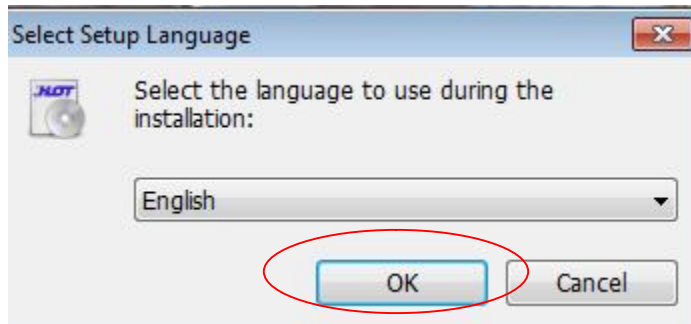 Select Setup Language
Select the language to use during the
installation:
English
OK
Cancel